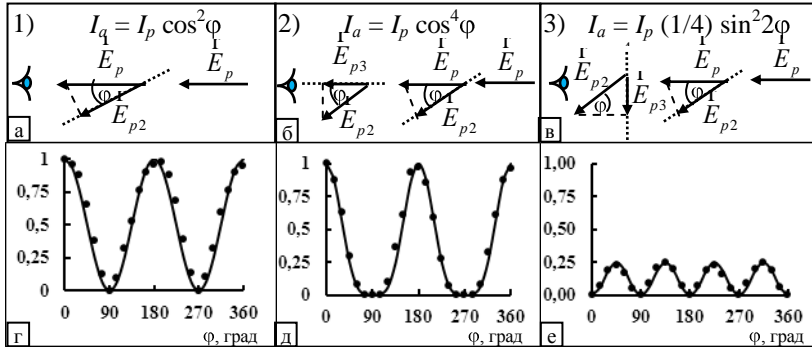 1) I_a = I_p cos²φ
E_p
E_p
φ
E_p2
а
2) I_a = I_p cos⁴φ
E_p3
E_p
E_p
φ
φ
E_p2
E_p2
б
3) I_a = I_p (1/4) sin²2φ
E_p2
E_p
E_p
φ
E_p3
φ
E_p2
в
1
0,75
0,5
0,25
0
0 90 180 270 360
φ, град
г
1
0,75
0,5
0,25
0
0 90 180 270 360
φ, град
д
1,00
0,75
0,50
0,25
0,00
0 90 180 270 360
φ, град
е